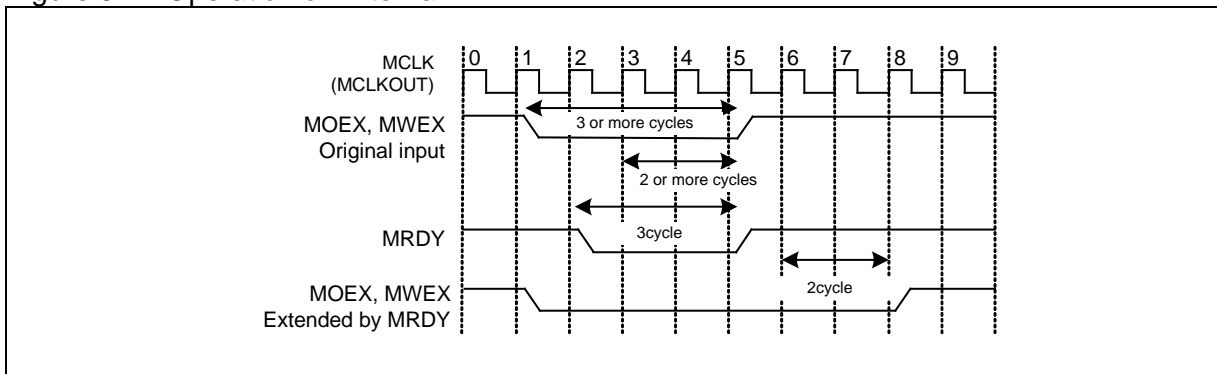 0 1 2 3 4 5 6 7 8 9
MCLK
(MCLKOUT)
3 or more cycles
MOEX, MWEX
Original input
2 or more cycles
MRDY
3cycle
2cycle
MOEX, MWEX
Extended by MRDY